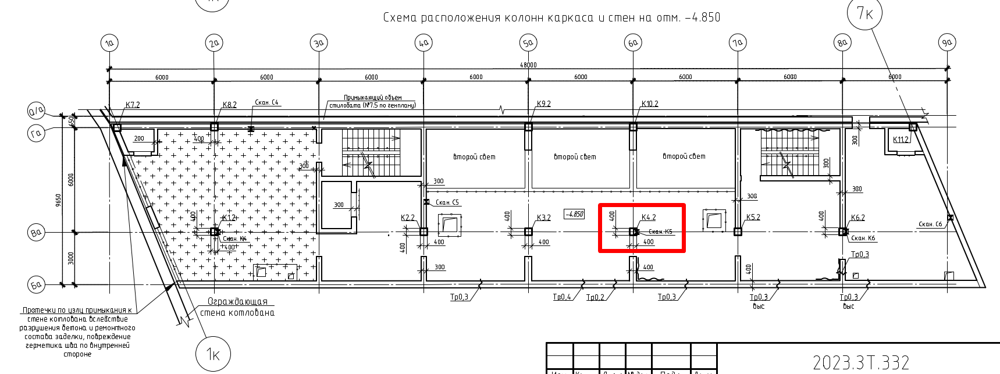 1к
Схема расположения колонн каркаса и стен на отм. -4.850
7к
1а 2а 3а 4а 5а 6а 7а 8а 9а
48000
6000 6000 6000 6000 6000 6000 6000 6000
Примыкающий объем
стилобата (№7.5 по генплану)
Q/а
Га
Ва
Ба
650
6000
3000
9650
К7.2
К8.2
Скан. С4
К9.2
К10.2
К11.2
200
400
300
300
второй свет
второй свет
второй свет
300
300
300
300
300
300
Скан. С5
-4.850
400
К1.2
Скан. К4
400
К2.2
400
400
400
К3.2
400
400
К4.2
Скан. К5
400
К5.2
400
К6.2
Скан. К6
Скан. С6
300
400
400
Тр0,3
Тр0,3
Тр0,4
Тр0,2
Тр0,3
Тр0,3
выс
Тр0,3
выс
Протечки по узлу примыкания к
стене котлована вследствие
разрушения бетона и ремонтного
состава заделки, повреждение
герметика шва по внутренней
стороне
Ограждающая
стена котлована
1к
2023.3Т.332